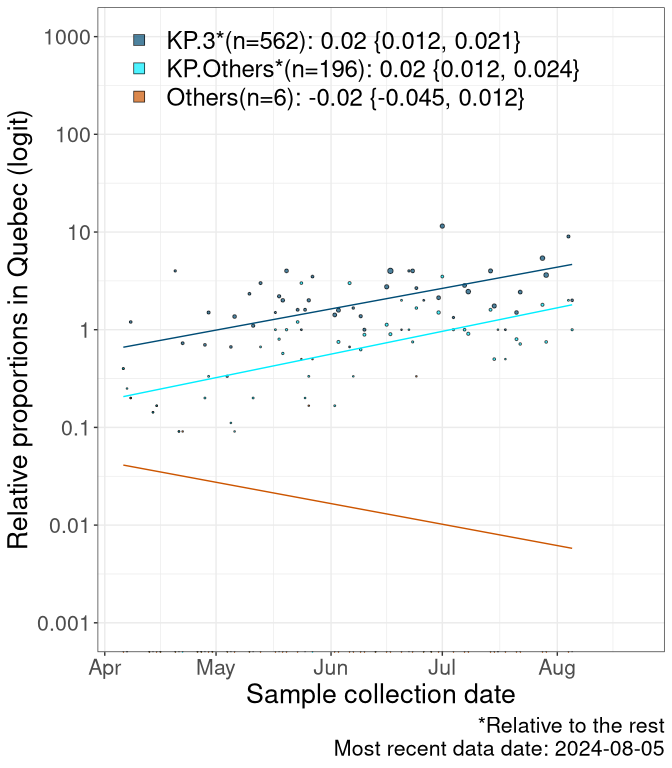 KP.3*(n=562): 0.02 {0.012, 0.021}
KP.Others*(n=196): 0.02 {0.012, 0.024}
Others(n=6): -0.02 {-0.045, 0.012}
Relative proportions in Quebec (logit)
1000
100
10
1
0.1
0.01
0.001
Apr May Jun Jul Aug
Sample collection date
*Relative to the rest
Most recent data date: 2024-08-05